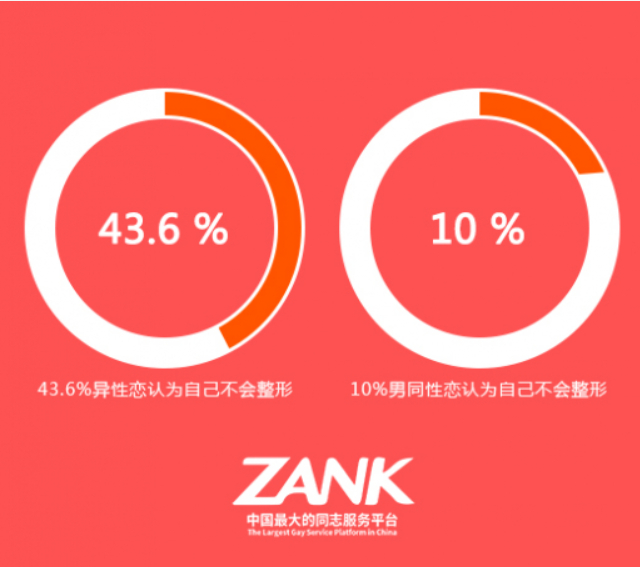 43.6 %
10 %
43.6%异性恋认为自己不会整形
10%男同性恋认为自己不会整形
ZANK
中国最大的同志服务平台
The Largest Gay Service Platform in China